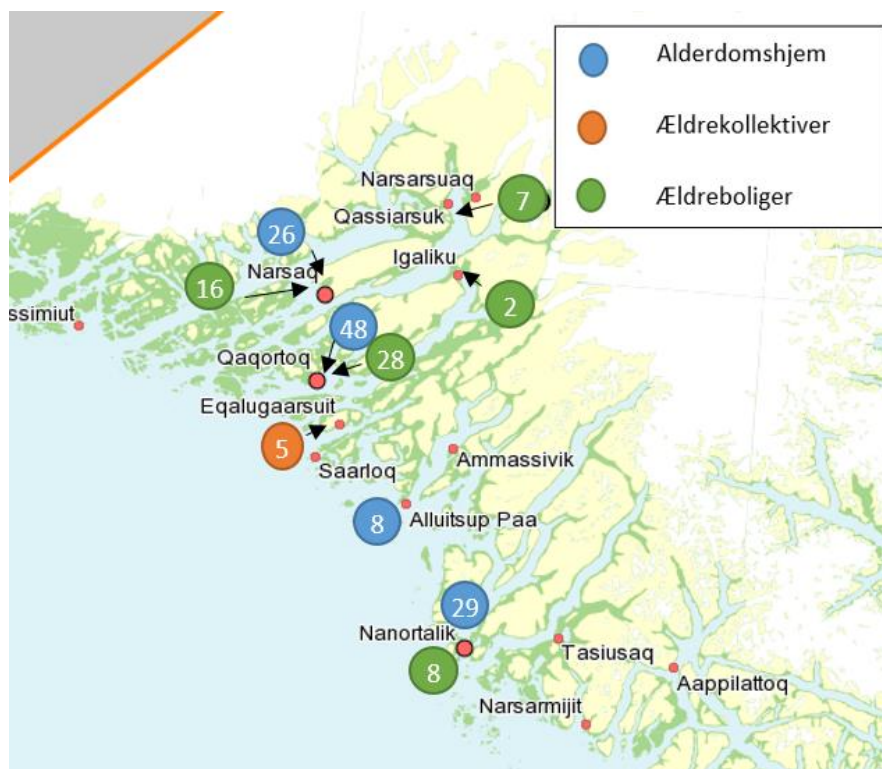 Alderdomshjem
Ældrekollektiver
Ældreboliger
Narsarsuaq
7
Qassiarsuk
26
Igaliku
Narsaq
16
2
ssimiut
48
Qaqortoq
28
Eqalugaarsuit
5
Saarloq
Ammassivik
8
Alluitsup Paa
29
Nanortalik
Tasiusaq
8
Aappilattoq
Narsarmijit